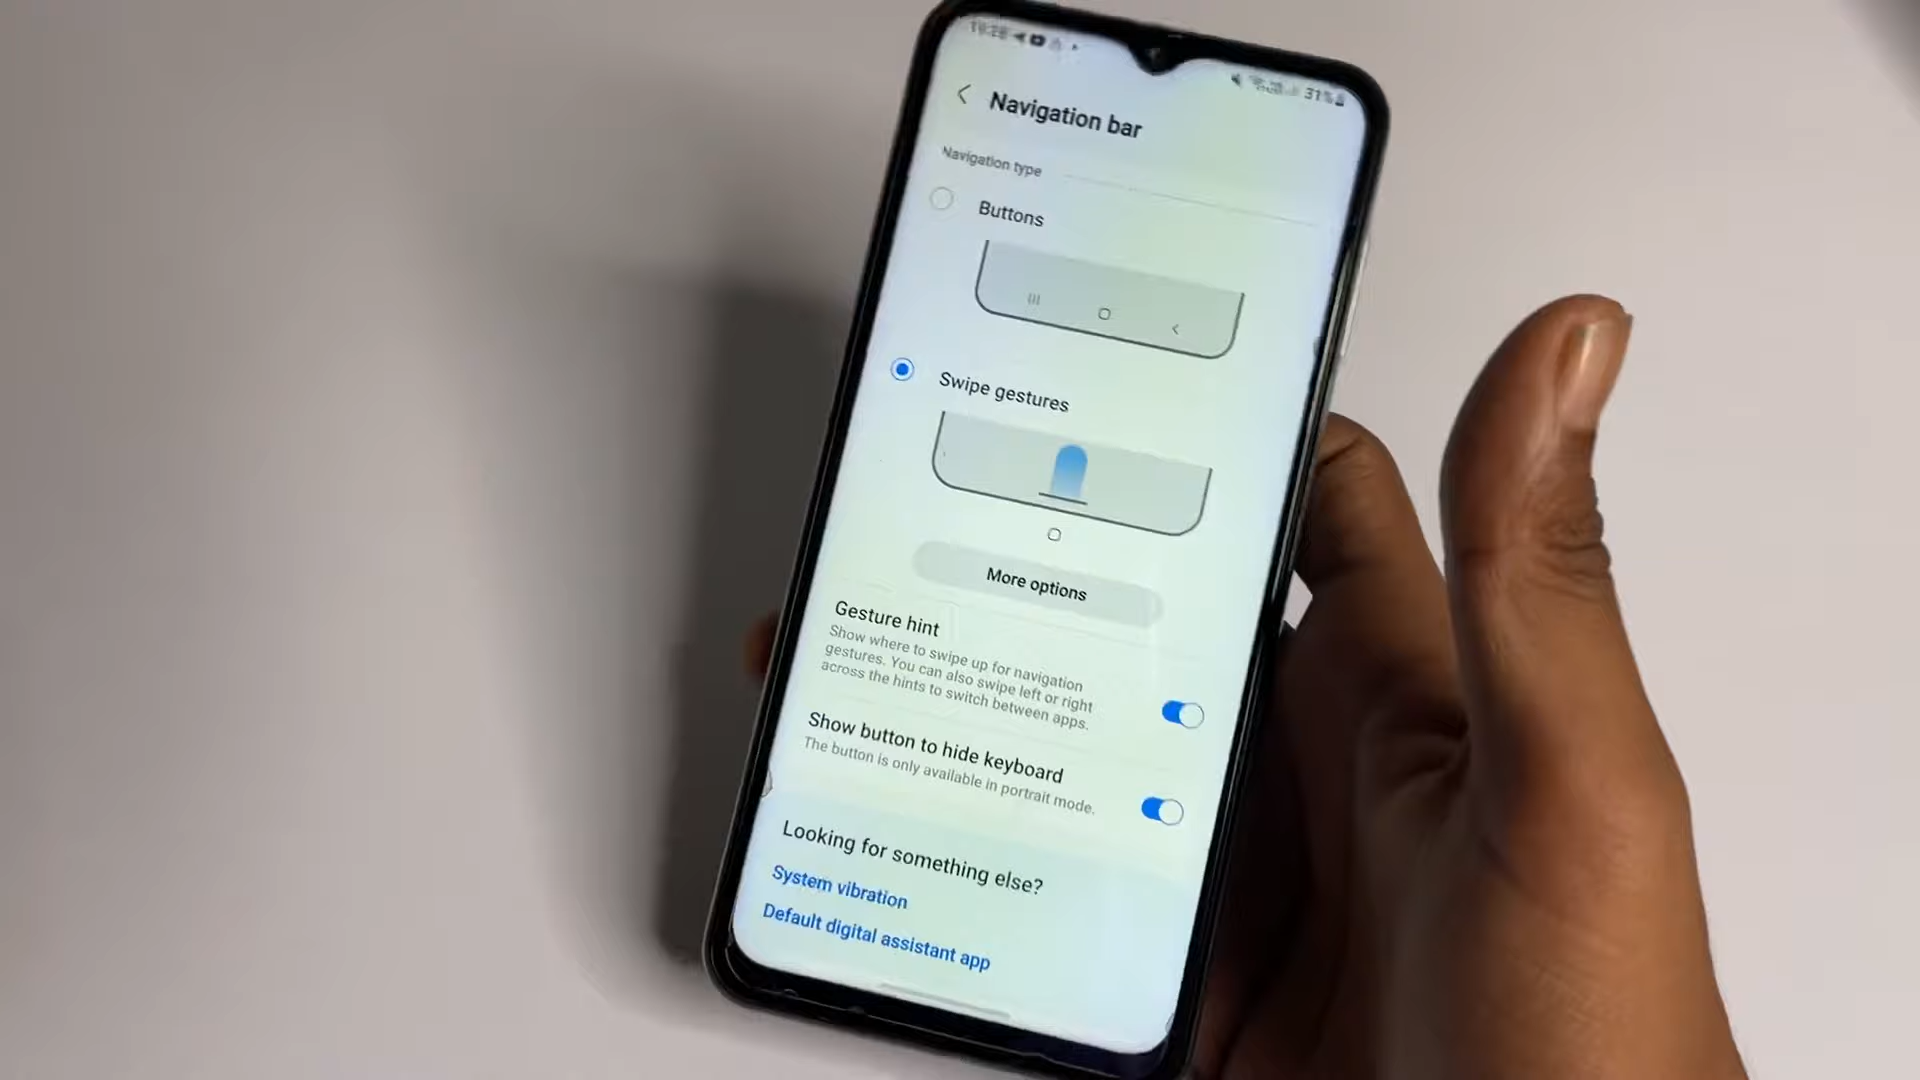 31%
Navigation bar
Navigation type
Buttons
Swipe gestures
More options
Gesture hint
Show where to swipe up for navigation
gestures. You can also swipe left or right
across the hints to switch between apps.
Show button to hide keyboard
The button is only available in portrait mode.
Looking for something else?
System vibration
Default digital assistant app